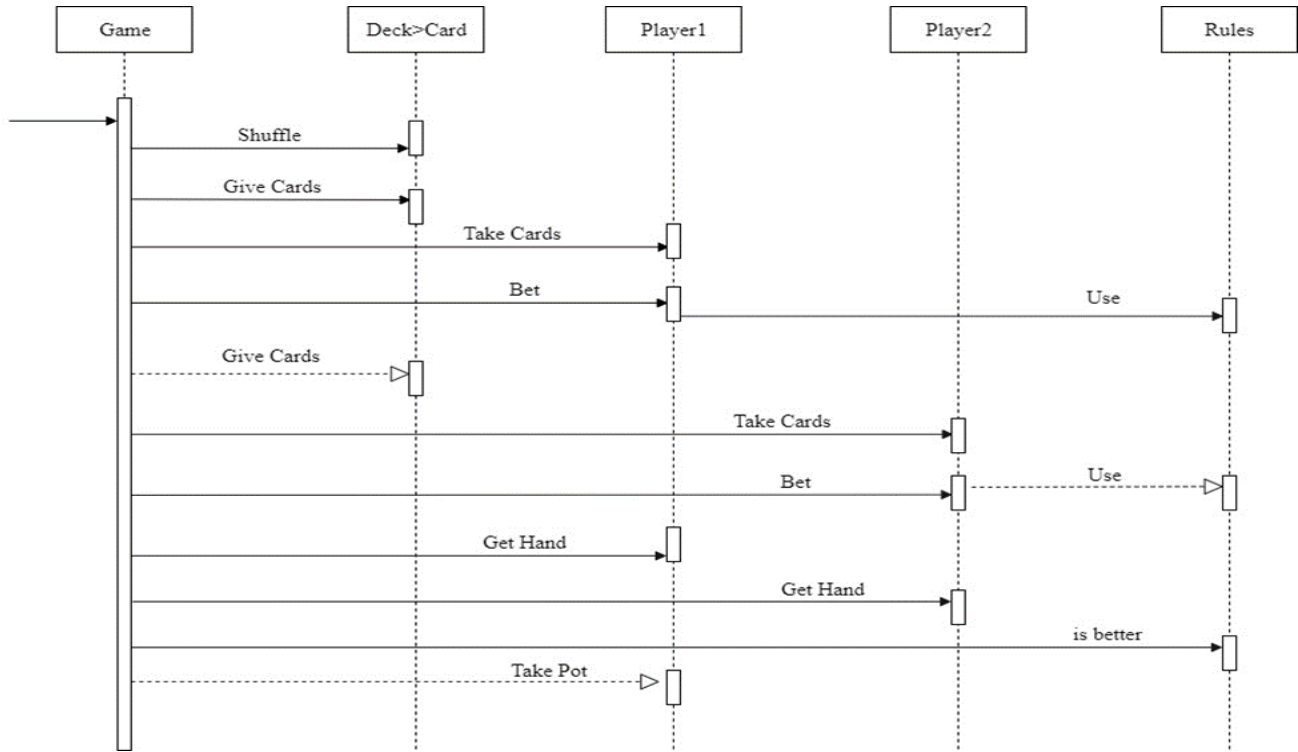 Game
Deck>Card
Player1
Player2
Rules
Shuffle
Give Cards
Take Cards
Bet
Use
Give Cards
Take Cards
Bet
Use
Get Hand
Get Hand
is better
Take Pot